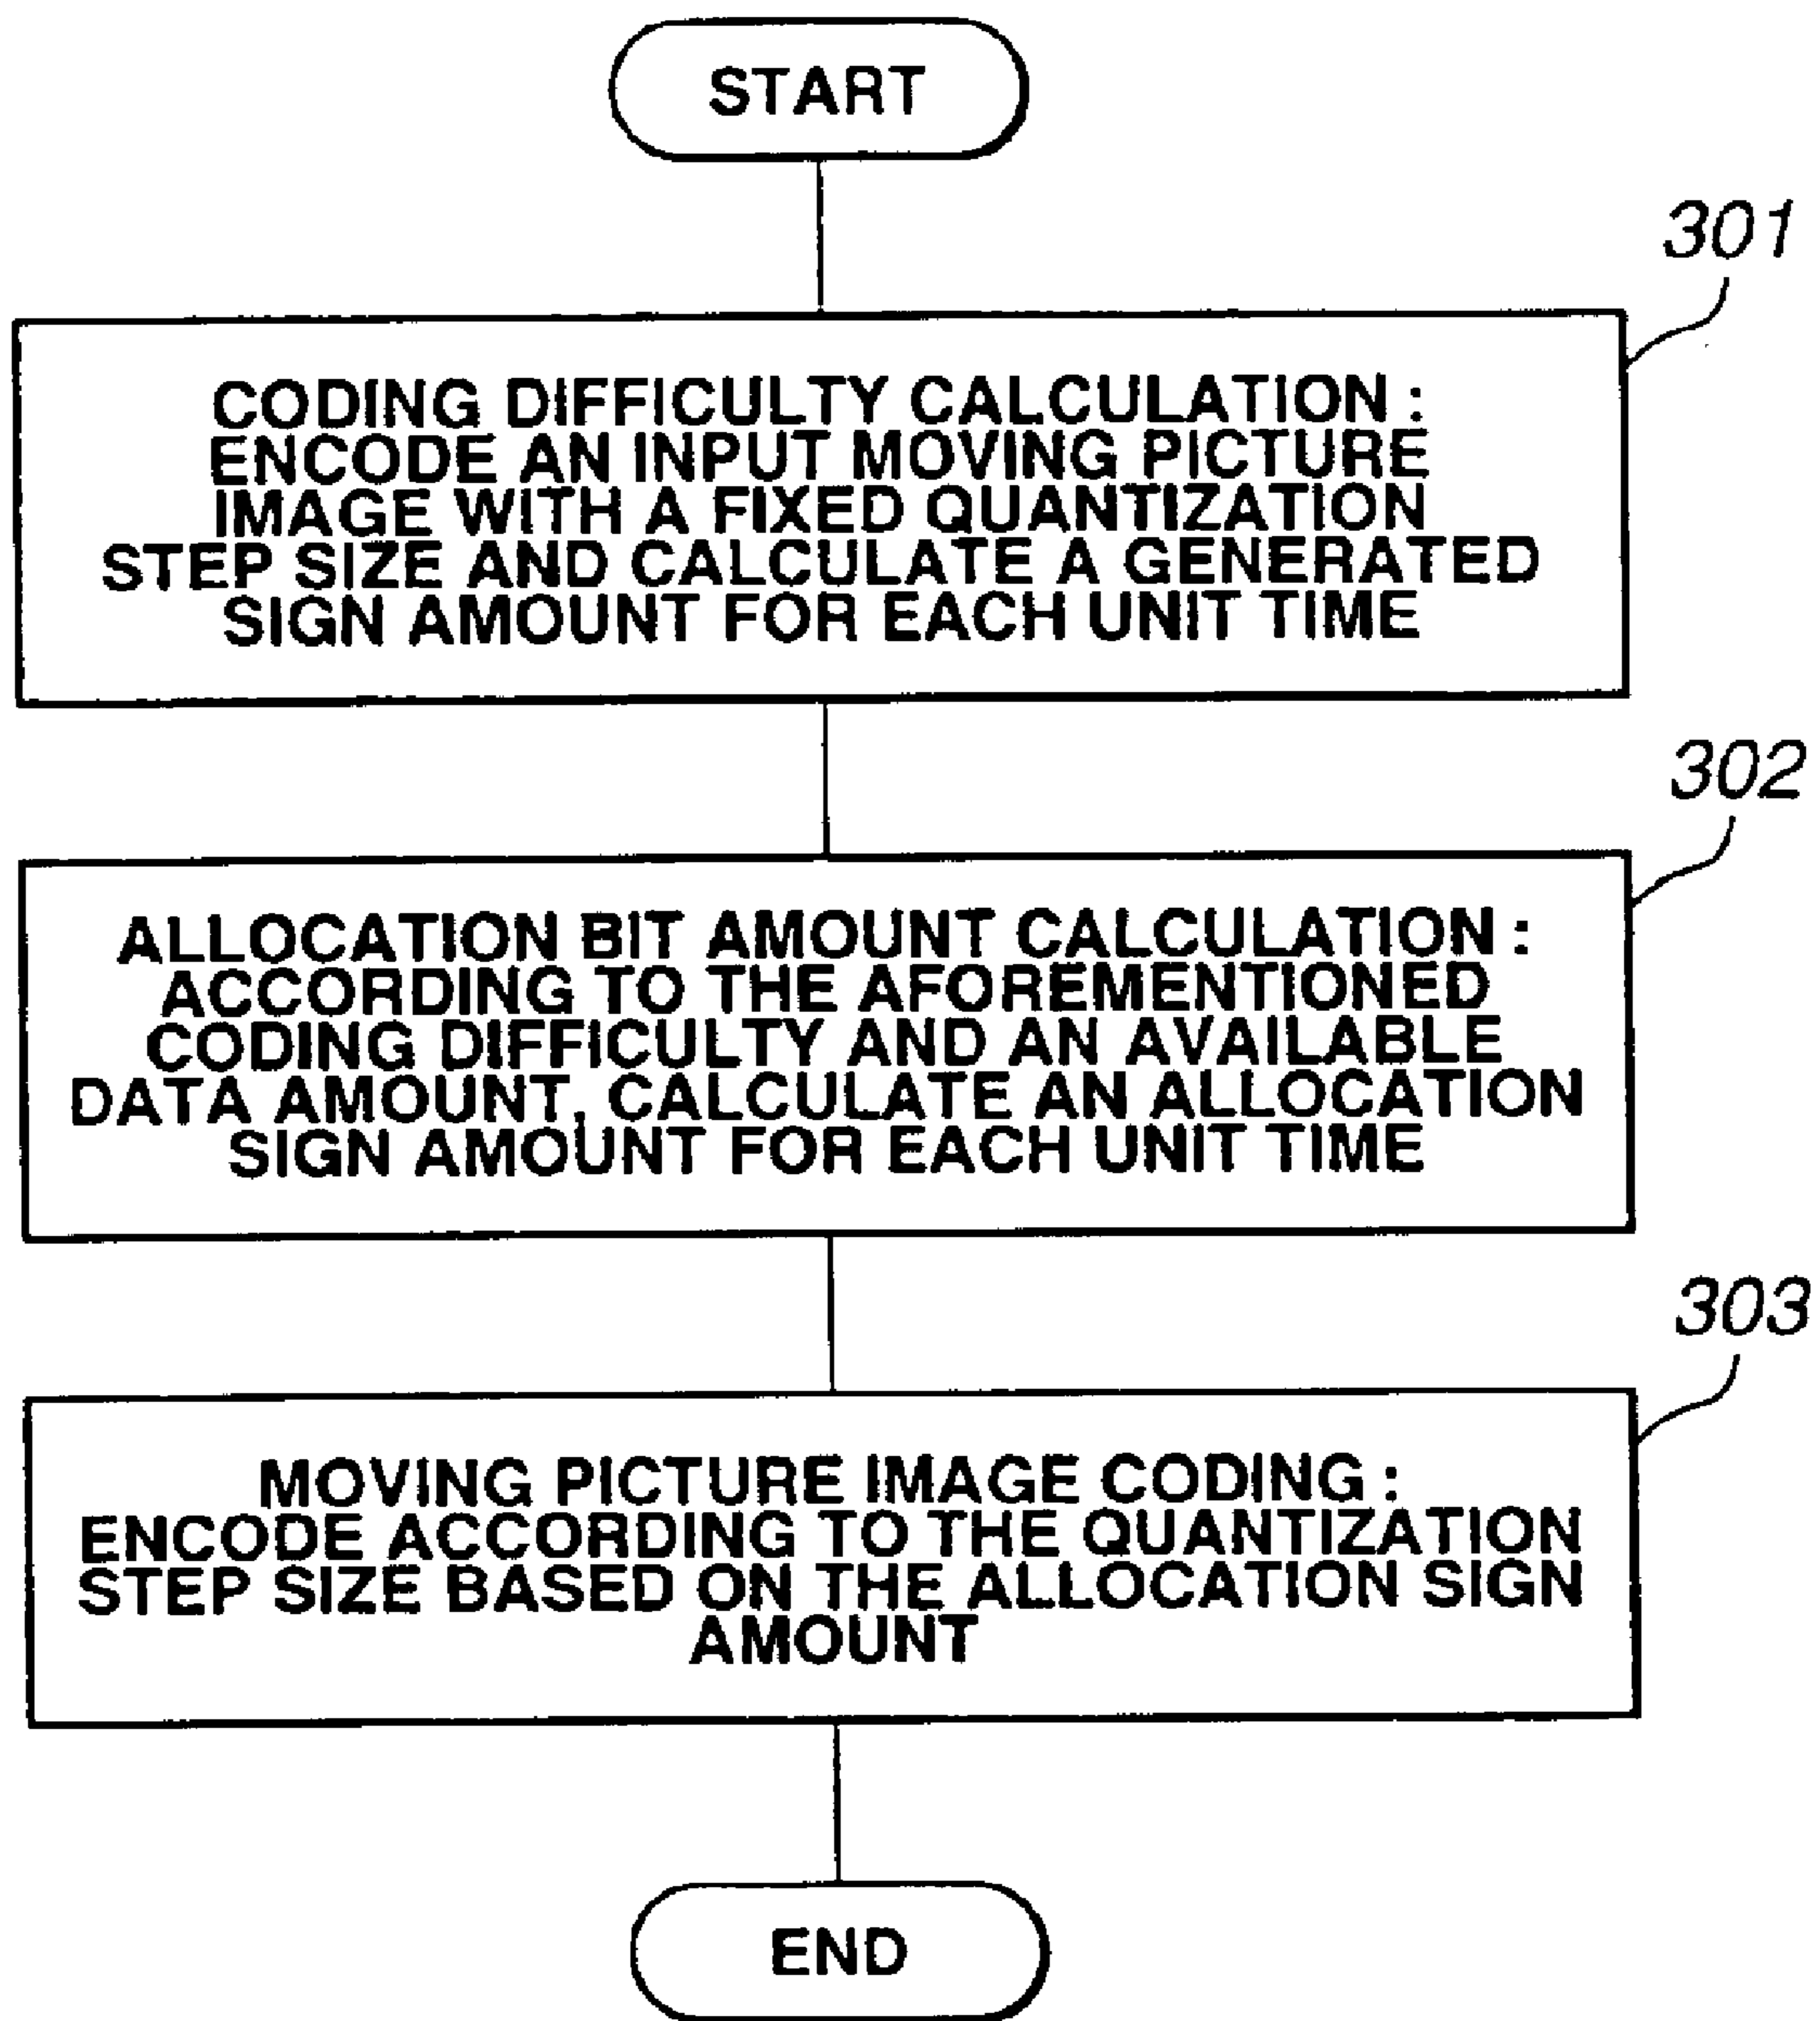 START
301
CODING DIFFICULTY CALCULATION :
ENCODE AN INPUT MOVING PICTURE
IMAGE WITH A FIXED QUANTIZATION
STEP SIZE AND CALCULATE A GENERATED
SIGN AMOUNT FOR EACH UNIT TIME
302
ALLOCATION BIT AMOUNT CALCULATION :
ACCORDING TO THE AFOREMENTIONED
CODING DIFFICULTY AND AN AVAILABLE
DATA AMOUNT, CALCULATE AN ALLOCATION
SIGN AMOUNT FOR EACH UNIT TIME
303
MOVING PICTURE IMAGE CODING :
ENCODE ACCORDING TO THE QUANTIZATION
STEP SIZE BASED ON THE ALLOCATION SIGN
AMOUNT
END